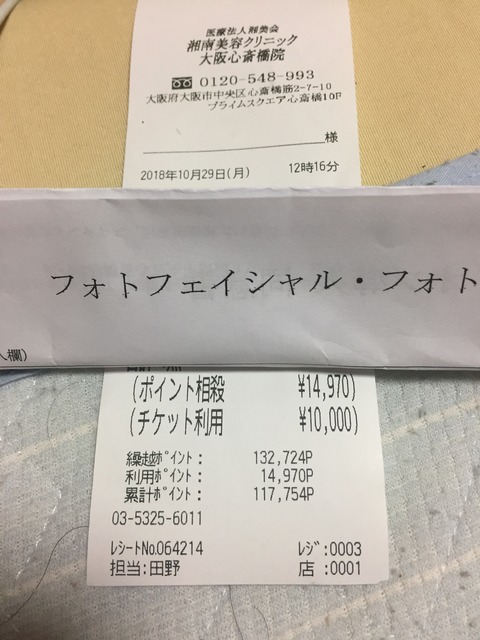 医療法人湘美会
湘南美容クリニック
大阪心斎橋院
0120-548-993
大阪府大阪市中央区心斎橋筋2-7-10
プライムスクエア心斎橋10F
様
2018年10月29日(月) 12時16分
フォトフェイシャル・フォト
人欄)
(ポイント相殺 ¥14,970)
(チケット利用 ¥10,000)
繰越ポイント: 132,724P
利用ポイント: 14,970P
累計ポイント: 117,754P
03-5325-6011
レシートNo.064214 レジ:0003
担当:田野 店:0001